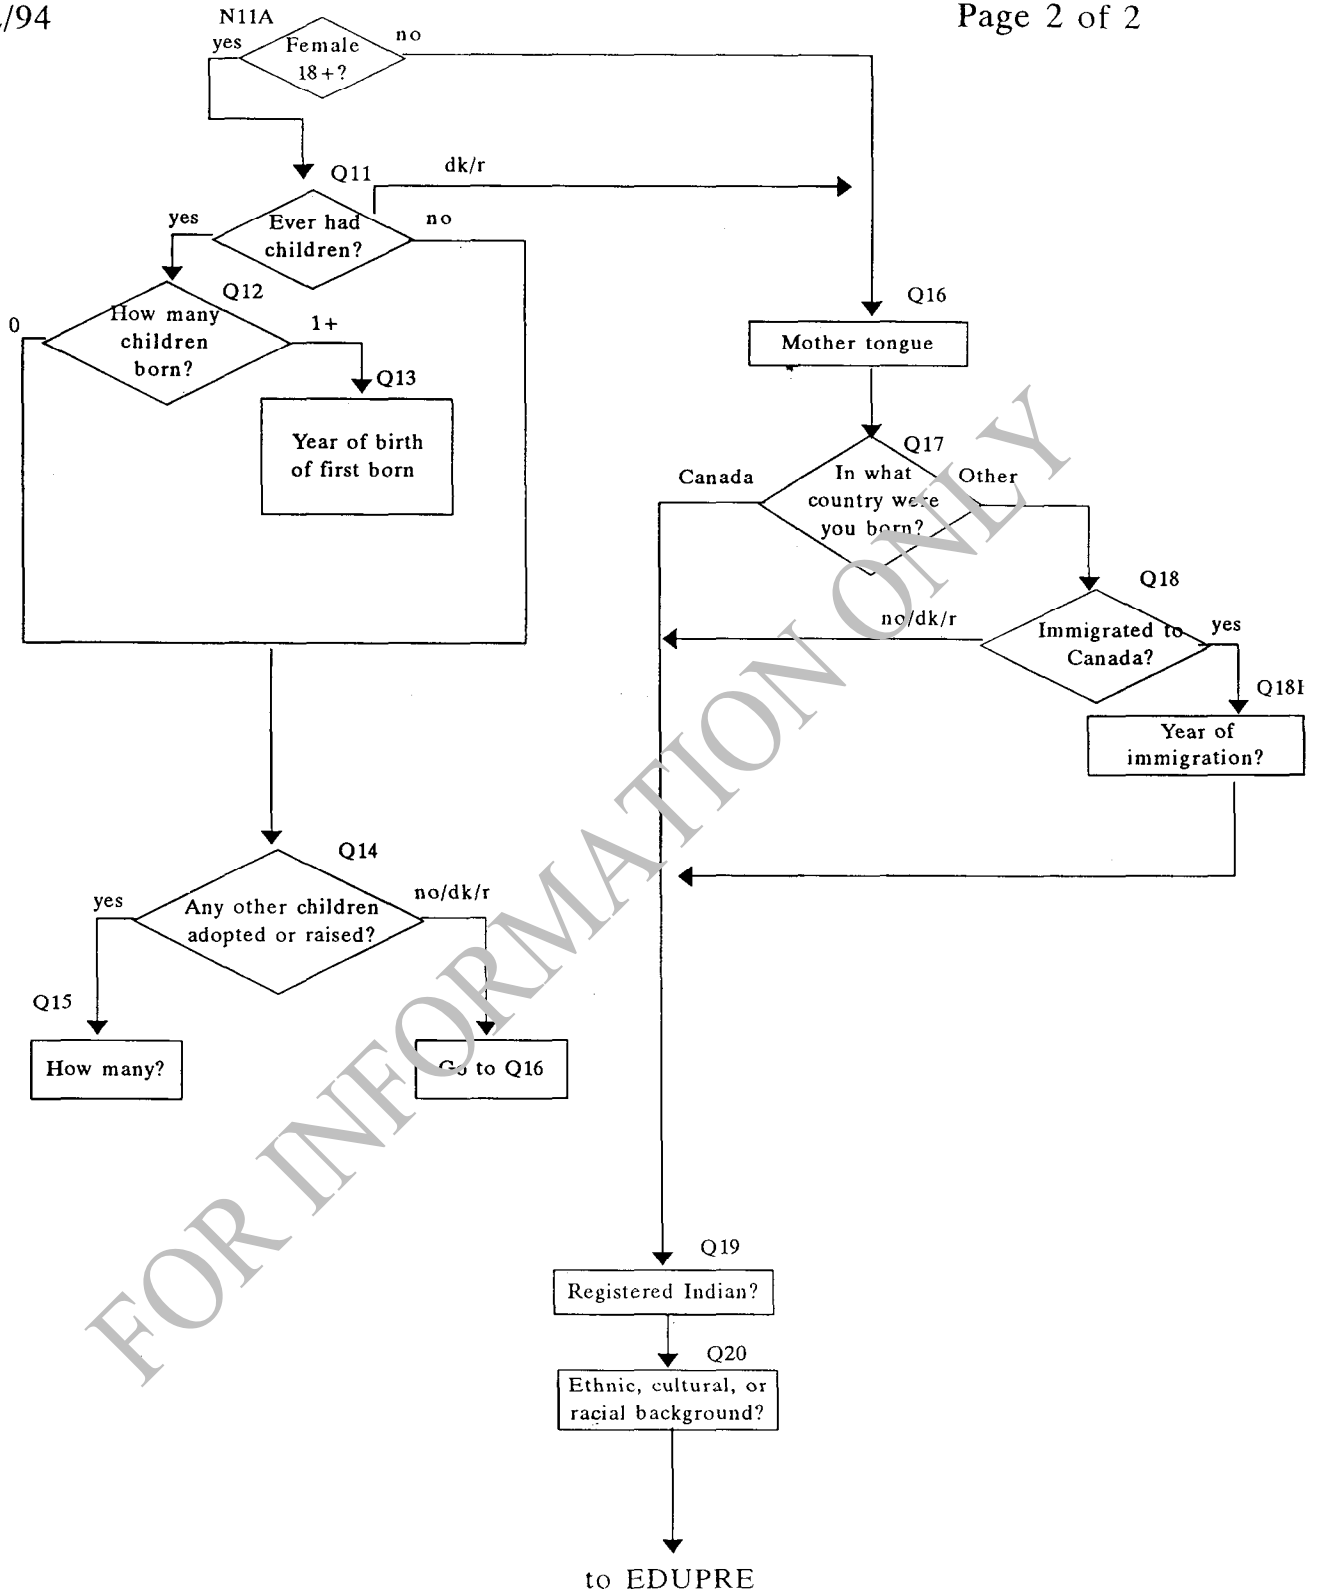 /94
Page 2 of 2
N11A
yes
Female
18+?
no
Q11
dk/r
yes
Ever had
children?
no
Q12
0
How many
children
born?
1+
Q13
Year of birth
of first born
Q16
Mother tongue
Q17
Canada
In what
country were
you born?
Other
Q18
no/dk/r
Immigrated to
Canada?
yes
Q18I
Year of
immigration?
Q14
yes
Any other children
adopted or raised?
no/dk/r
Q15
How many?
Go to Q16
Q19
Registered Indian?
Q20
Ethnic, cultural, or
racial background?
to EDUPRE
FOR INFORMATION ONLY